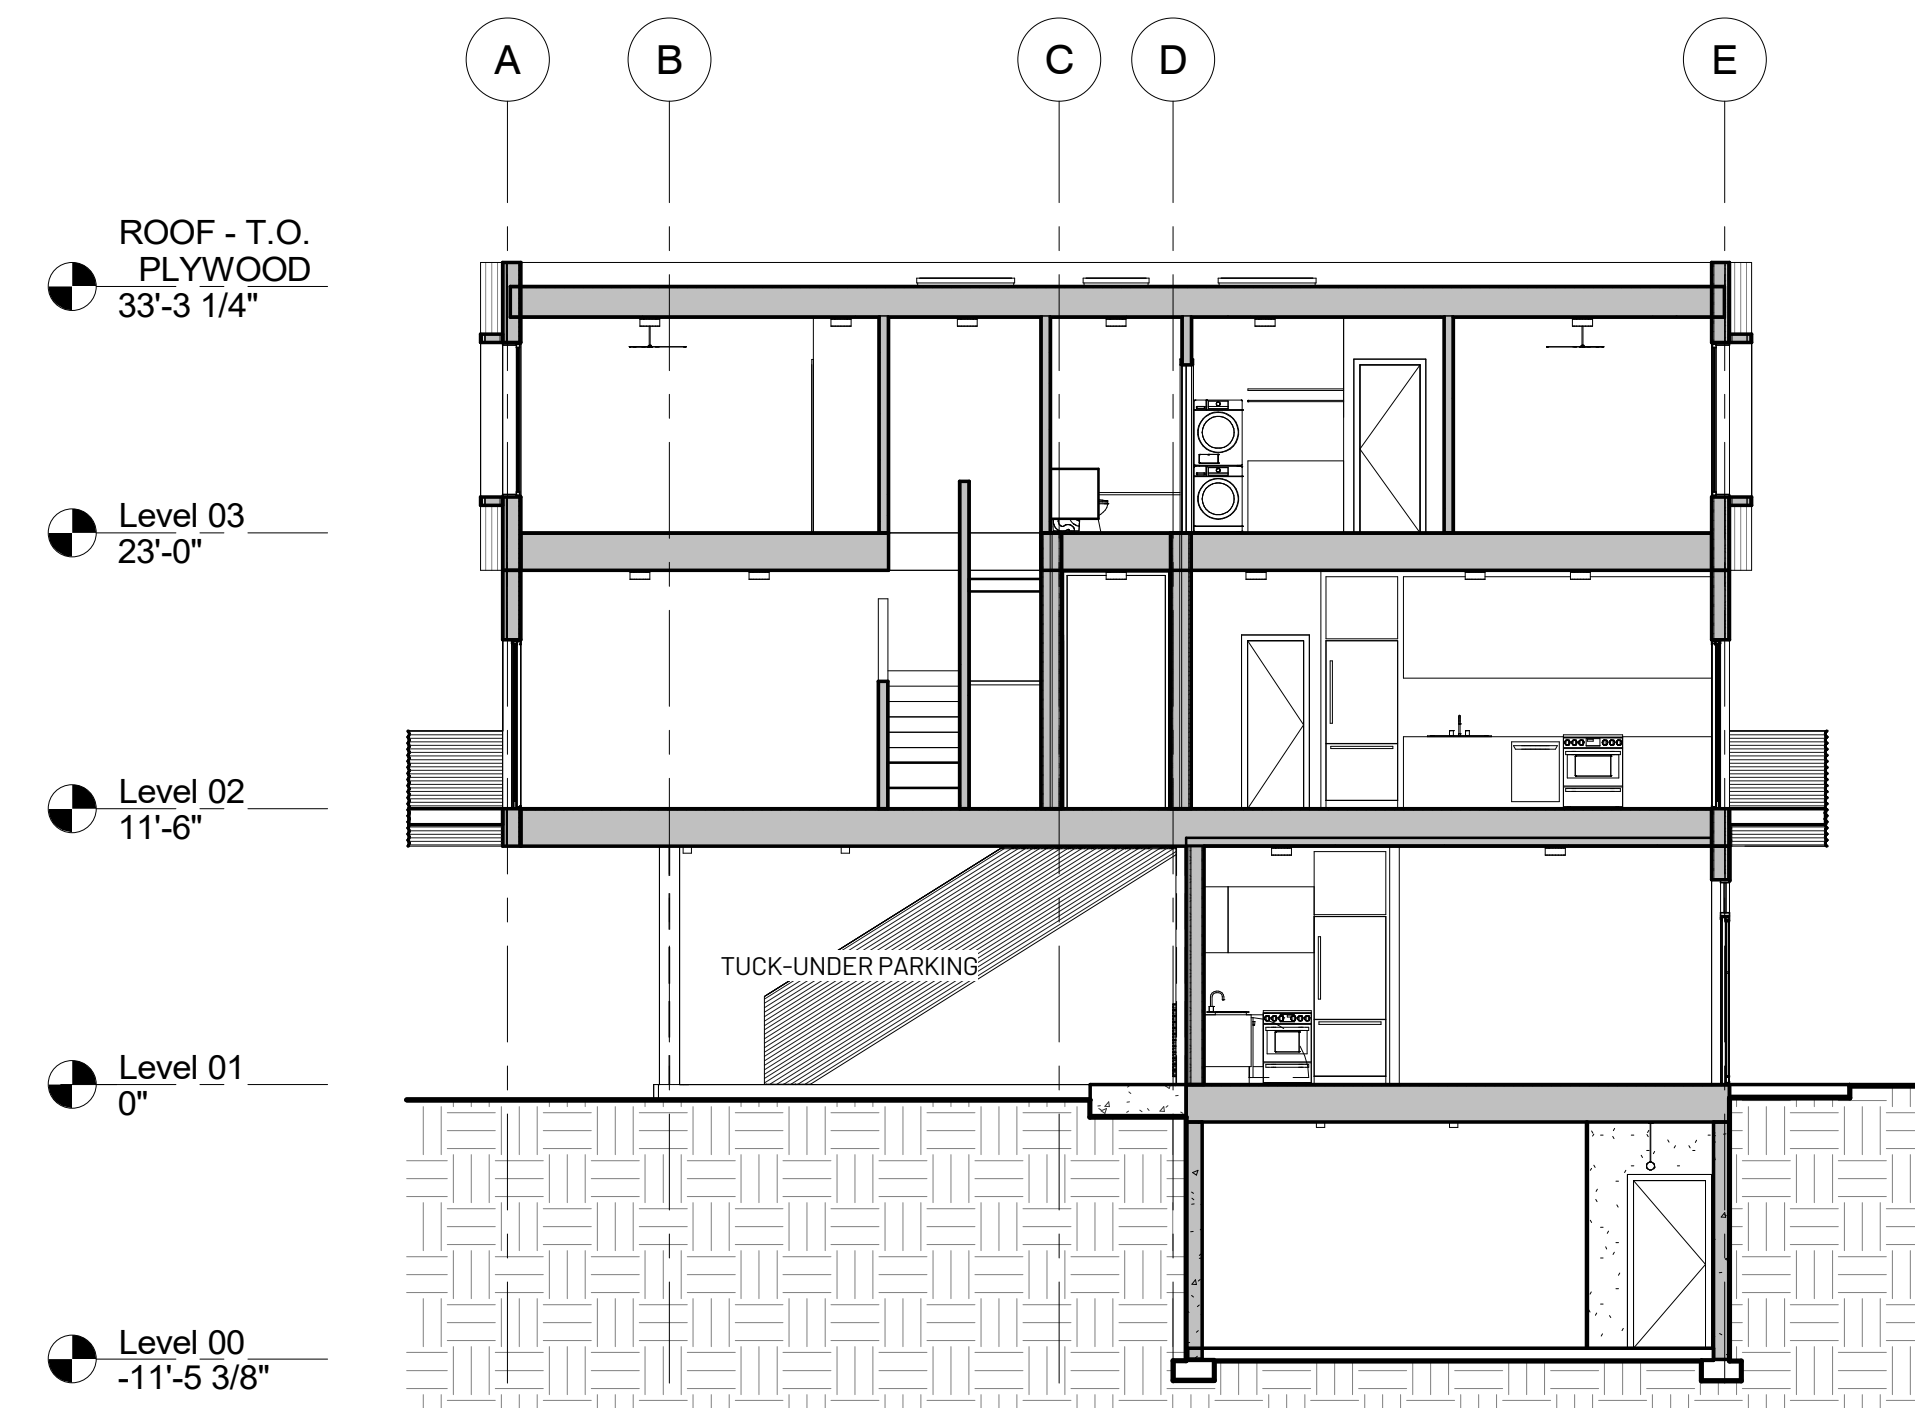 A B C D E
ROOF - T.O.
PLYWOOD
33'-3 1/4"
Level 03
23'-0"
Level 02
11'-6"
TUCK-UNDER PARKING
Level 01
0"
Level 00
-11'-5 3/8"